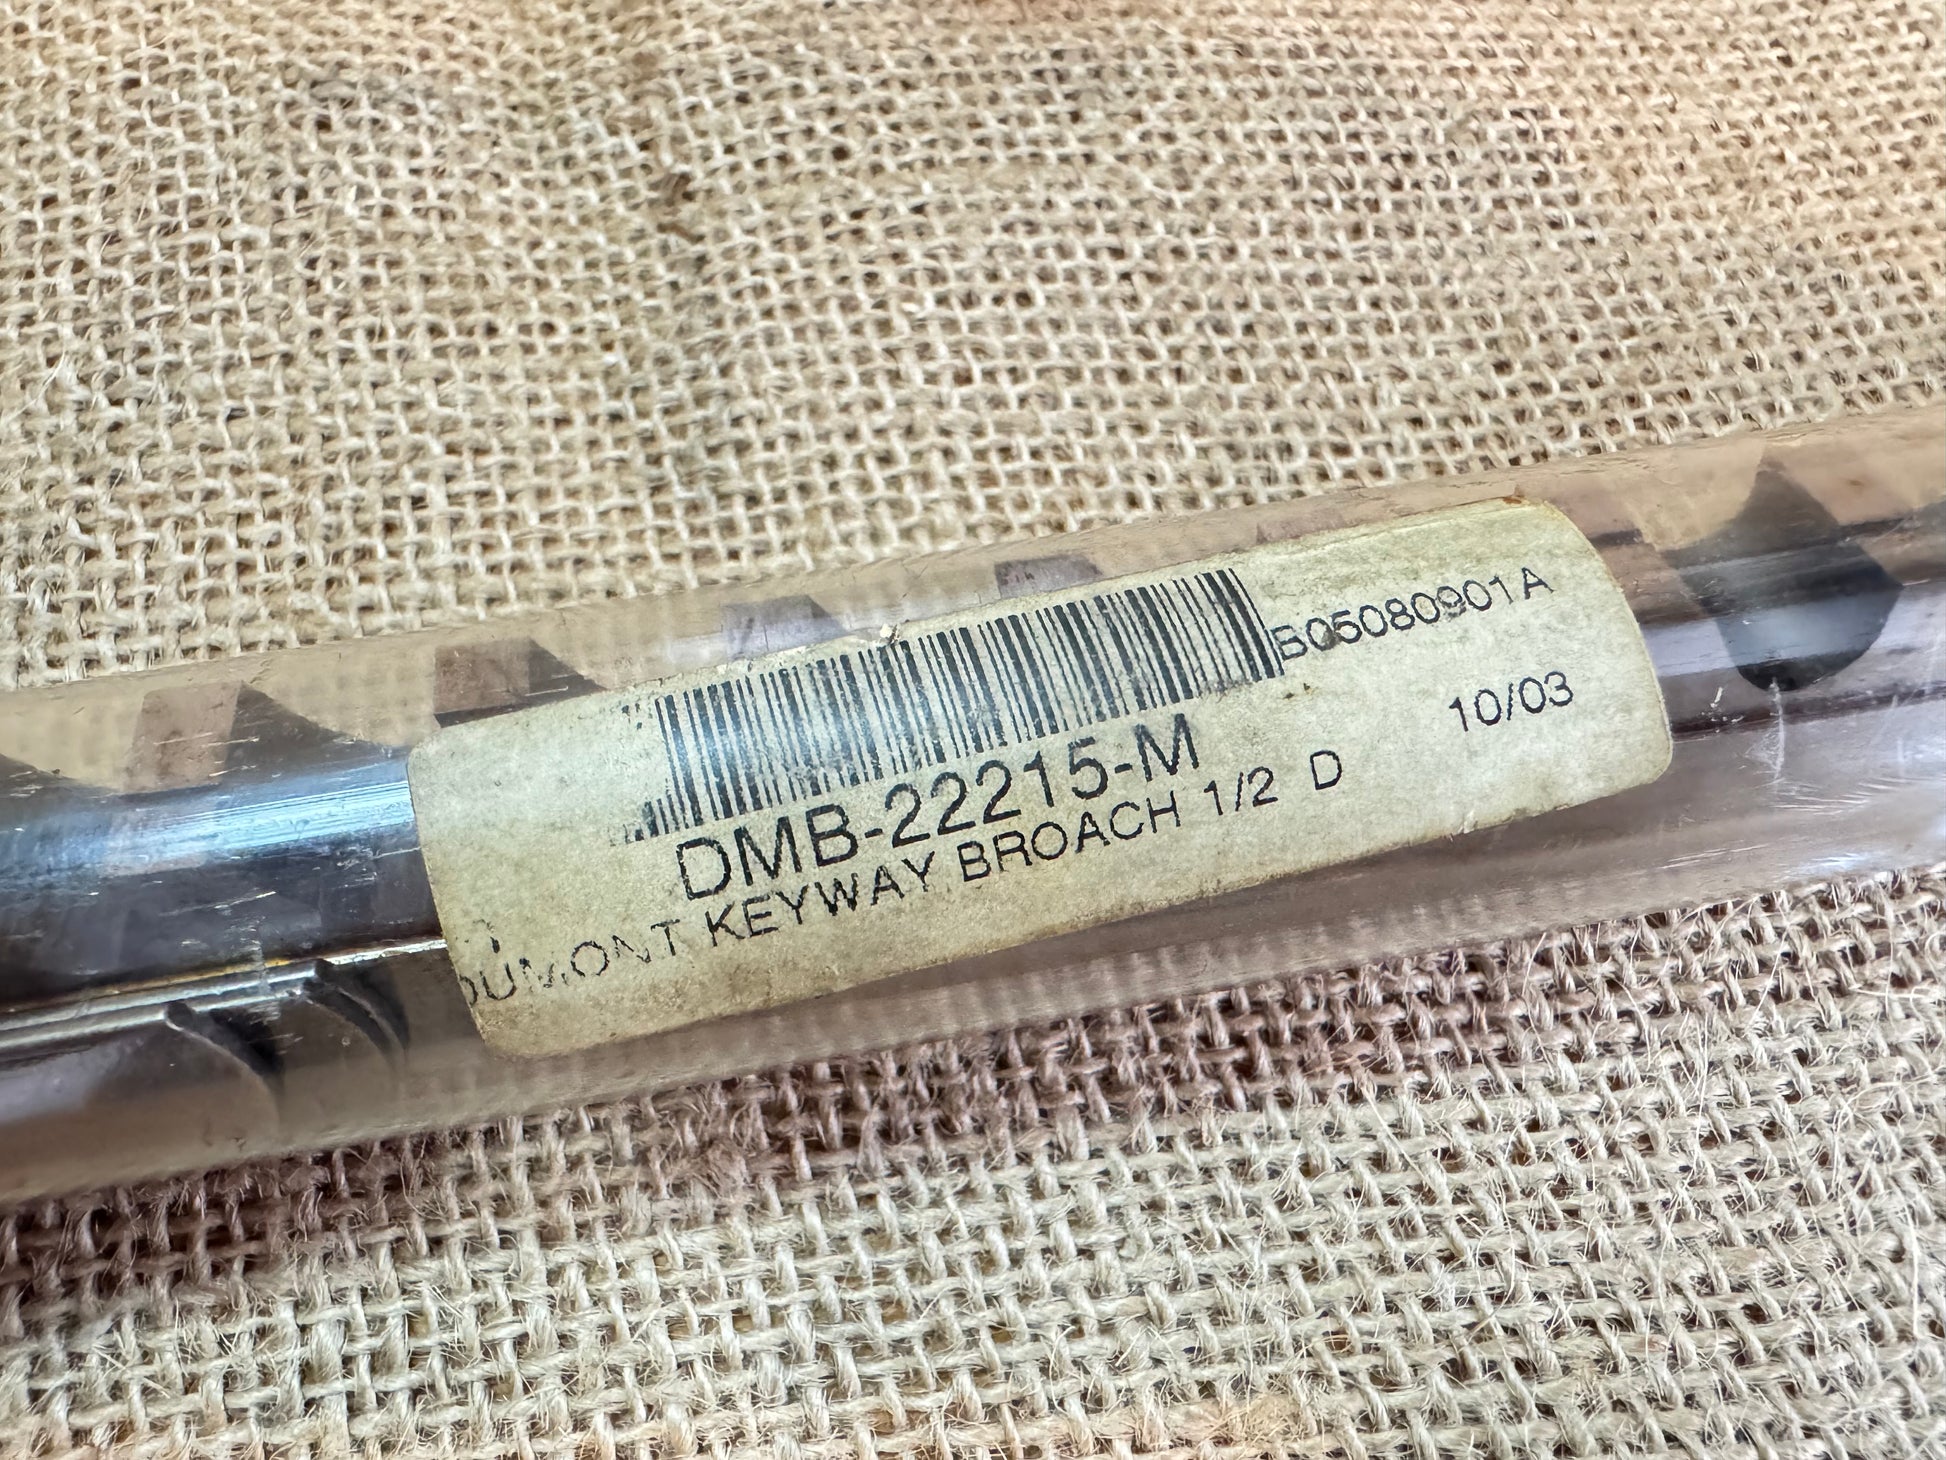 B05080901A
10/03
DMB-22215-M
DUMONT KEYWAY BROACH 1/2 D